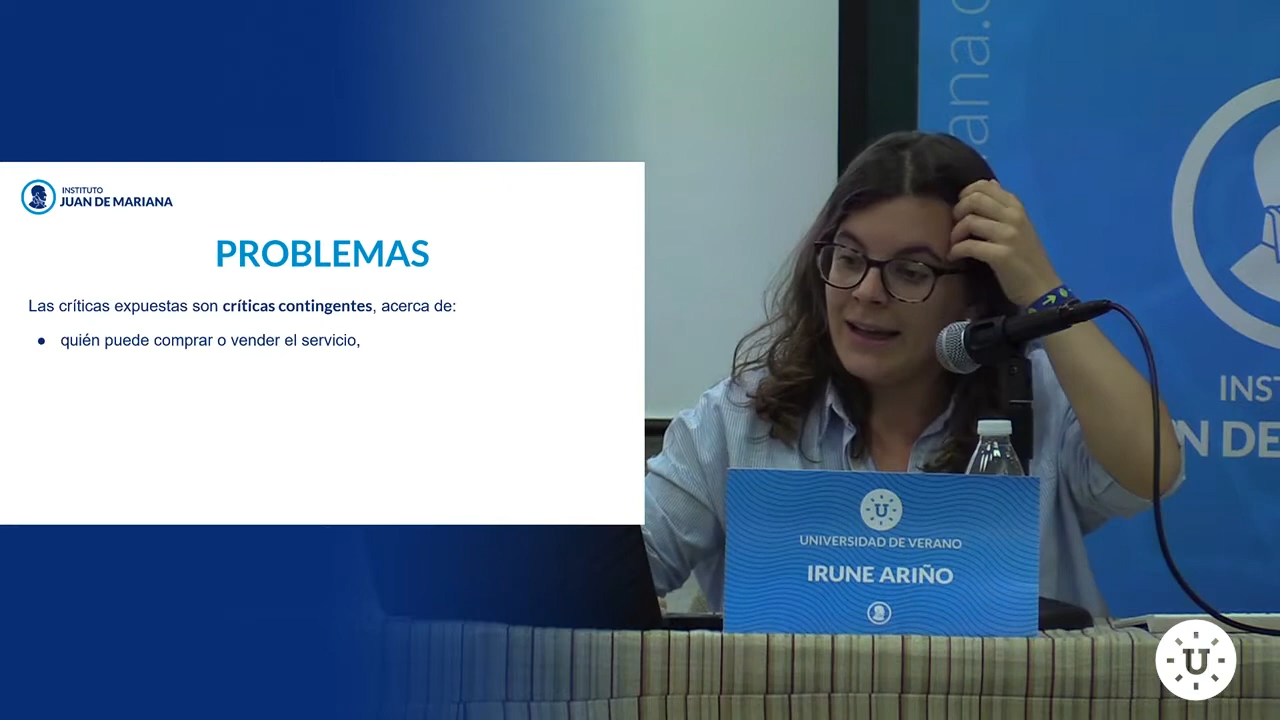 INSTITUTO
JUAN DE MARIANA
PROBLEMAS
Las críticas expuestas son críticas contingentes, acerca de:
● quién puede comprar o vender el servicio,
ana.o
INST
N DE
U
UNIVERSIDAD DE VERANO
IRUNE ARIÑO
U